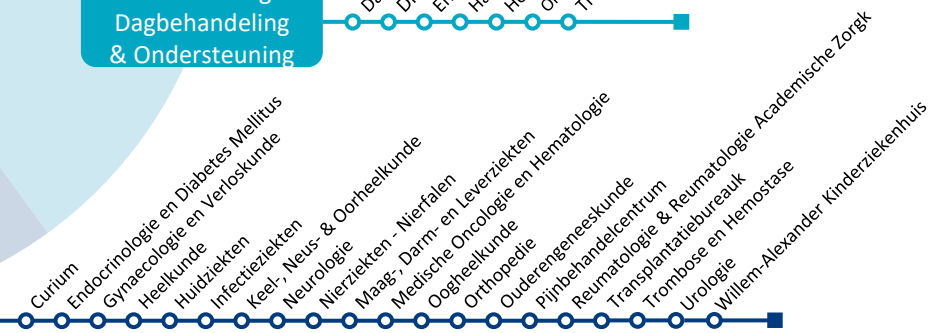 Dagbehandeling
& Ondersteuning
Curium
Endocrinologie en Diabetes Mellitus
Gynaecologie en Verloskunde
Heelkunde
Huidziekten
Infectieziekten
Keel-, Neus- & Oorheelkunde
Neurologie
Nierziekten - Nierfalen
Maag-, Darm- en Leverziekten
Medische Oncologie en Hematologie
Oogheelkunde
Orthopedie
Ouderengeneeskunde
Pijnbehandelcentrum
Reumatologie & Reumatologie Academische Zorgk
Transplantatiebureauk
Trombose en Hemostase
Urologie
Willem-Alexander Kinderziekenhuis